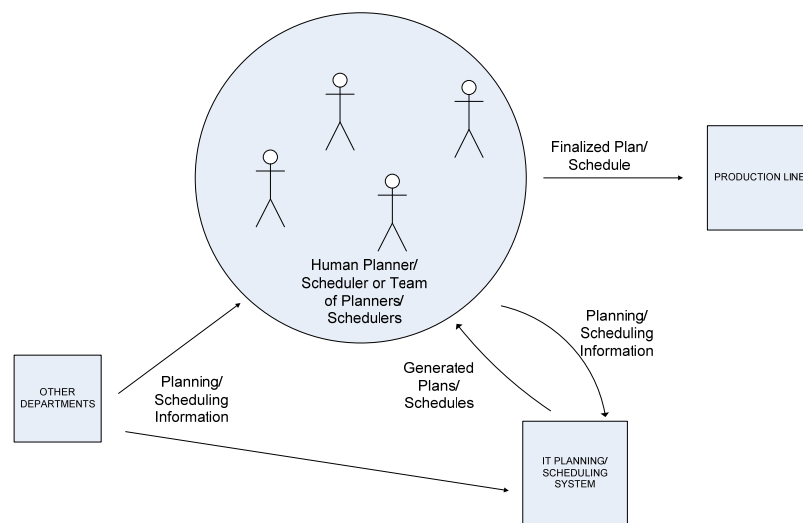 Finalized Plan/
Schedule
PRODUCTION LINE
Human Planner/
Scheduler or Team
of Planners/
Schedulers
Planning/
Scheduling
Information
Generated
Plans/
Schedules
OTHER
DEPARTMENTS
Planning/
Scheduling
Information
IT PLANNING/
SCHEDULING
SYSTEM